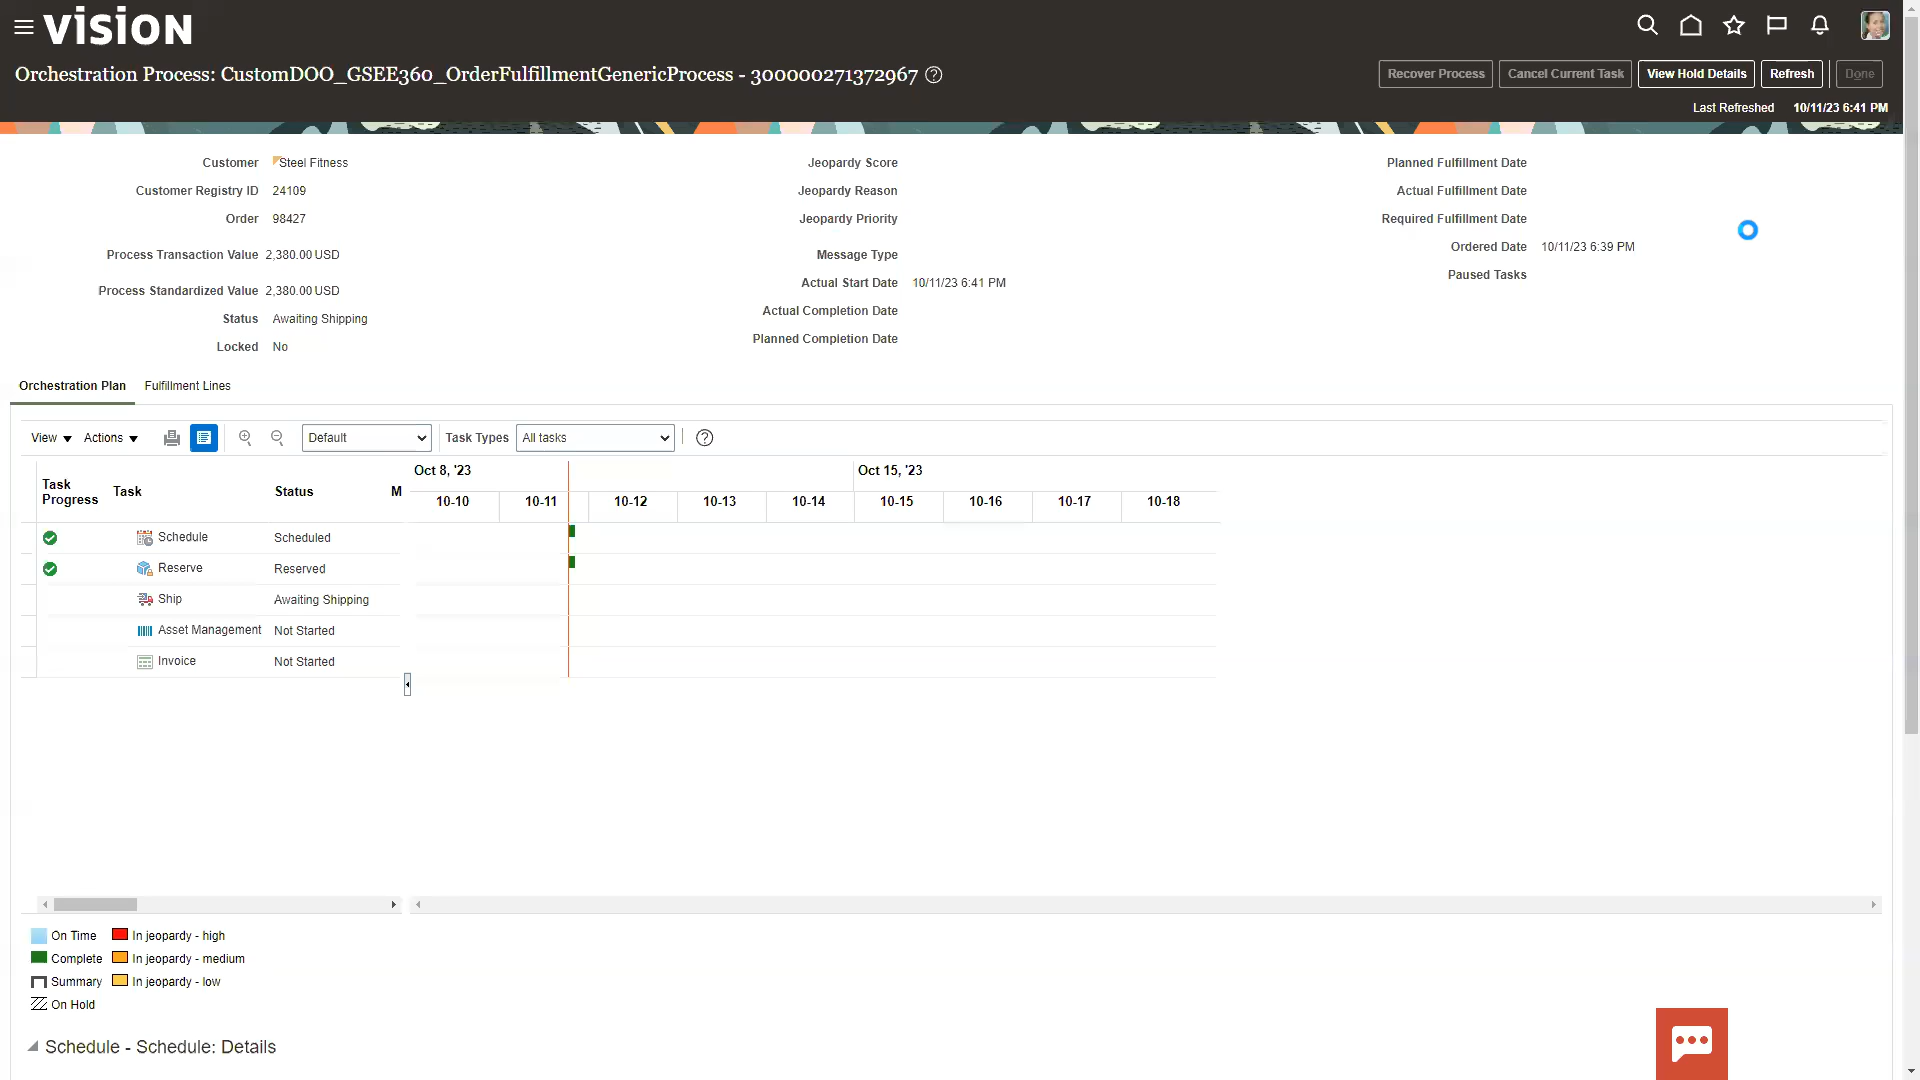 VISION
Orchestration Process: CustomDOO_GSEE360_OrderFulfillmentGenericProcess - 300000271372967
Recover Process
Cancel Current Task
View Hold Details
Refresh
Done
Last Refreshed 10/11/23 6:41 PM
Customer Steel Fitness
Customer Registry ID 24109
Order 98427
Process Transaction Value 2,380.00 USD
Process Standardized Value 2,380.00 USD
Status Awaiting Shipping
Locked No
Jeopardy Score
Jeopardy Reason
Jeopardy Priority
Message Type
Actual Start Date 10/11/23 6:41 PM
Actual Completion Date
Planned Completion Date
Planned Fulfillment Date
Actual Fulfillment Date
Required Fulfillment Date
Ordered Date 10/11/23 6:39 PM
Paused Tasks
Orchestration Plan Fulfillment Lines
View Actions Default Task Types All tasks
Task Progress Task Status M
Oct 8, '23 Oct 15, '23
10-10 10-11 10-12 10-13 10-14 10-15 10-16 10-17 10-18
Schedule Scheduled
Reserve Reserved
Ship Awaiting Shipping
Asset Management Not Started
Invoice Not Started
On Time In jeopardy - high
Complete In jeopardy - medium
Summary In jeopardy - low
On Hold
Schedule - Schedule: Details